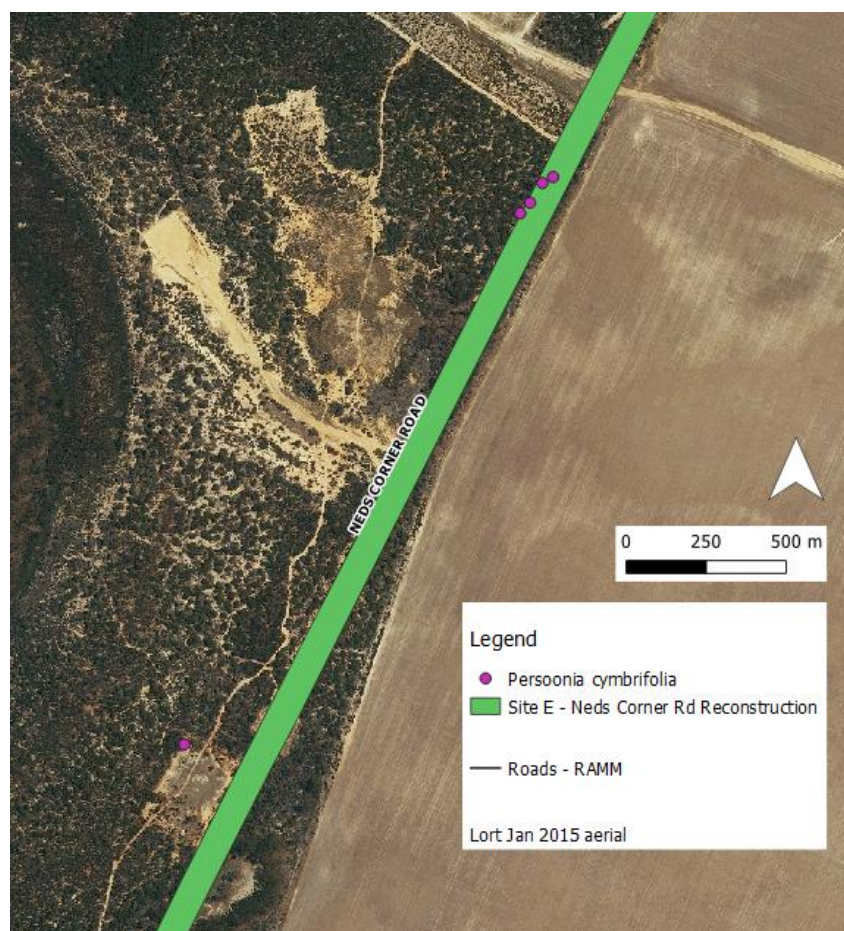 NEDS CORNER ROAD
0 250 500 m
Legend
Persoonia cymbrifolia
Site E - Neds Corner Rd Reconstruction
Roads - RAMM
Lort Jan 2015 aerial